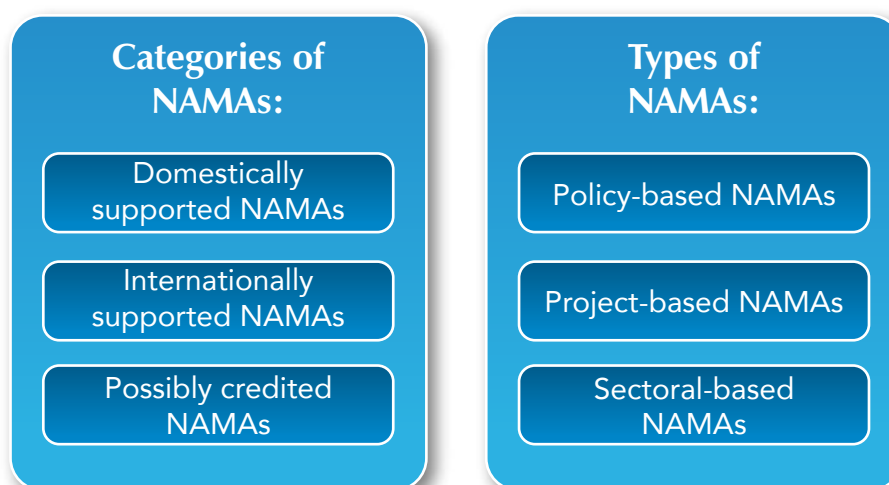 Categories of
NAMAs:
Domestically
supported NAMAs
Internationally
supported NAMAs
Possibly credited
NAMAs
Types of
NAMAs:
Policy-based NAMAs
Project-based NAMAs
Sectoral-based
NAMAs